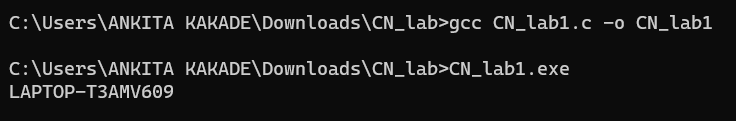 C:\Users\ANKITA KAKADE\Downloads\CN_lab>gcc CN_lab1.c -o CN_lab1
C:\Users\ANKITA KAKADE\Downloads\CN_lab>CN_lab1.exe
LAPTOP-T3AMV609